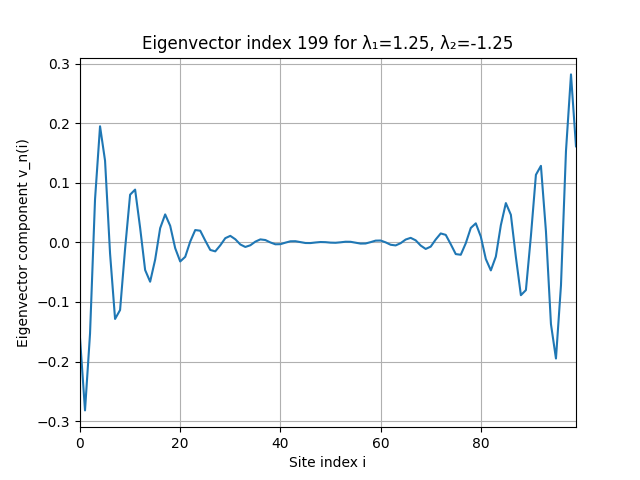 Eigenvector index 199 for λ₁=1.25, λ₂=-1.25
Eigenvector component v_n(i)
0.3
0.2
0.1
0.0
−0.1
−0.2
−0.3
0 20 40 60 80
Site index i